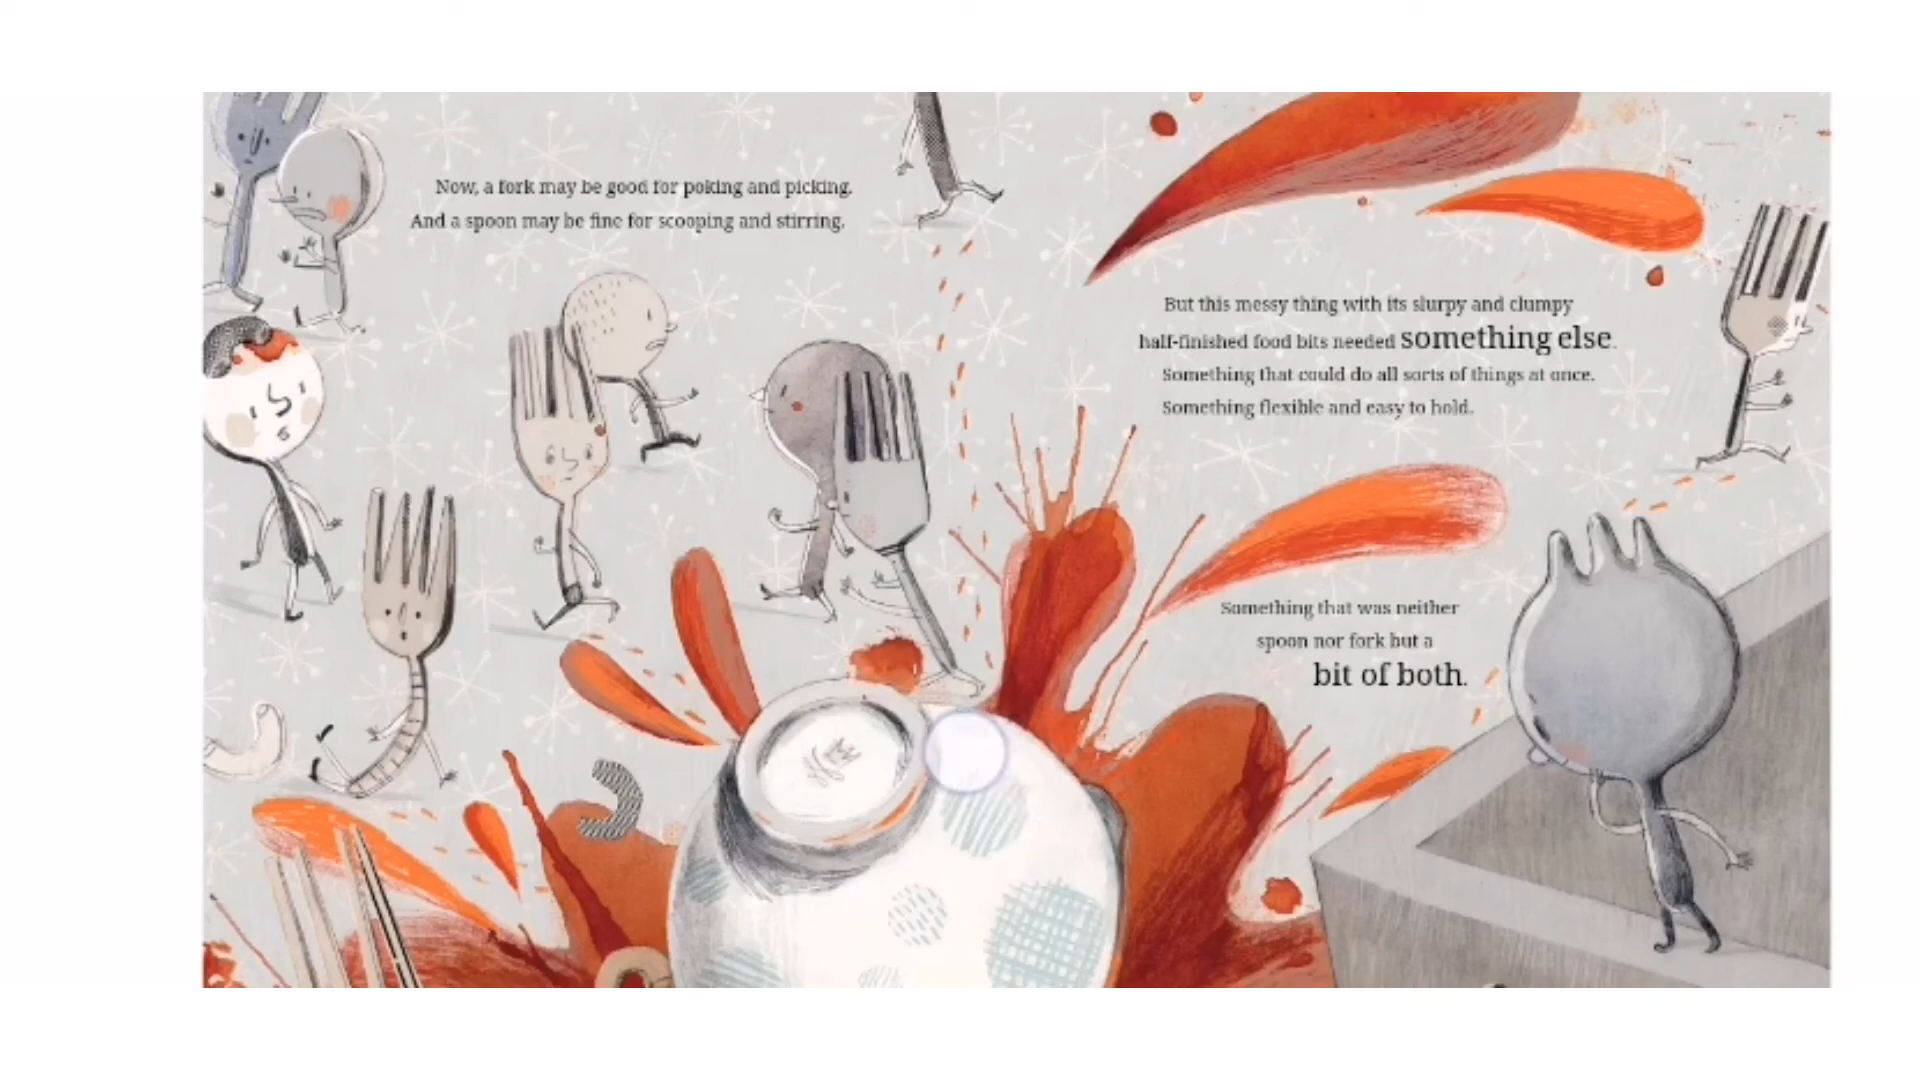 Now, a fork may be good for poking and picking.
And a spoon may be fine for scooping and stirring.
But this messy thing with its slurpy and clumpy
half-finished food bits needed something else.
Something that could do all sorts of things at once.
Something flexible and easy to hold.
Something that was neither
spoon nor fork but a
bit of both.